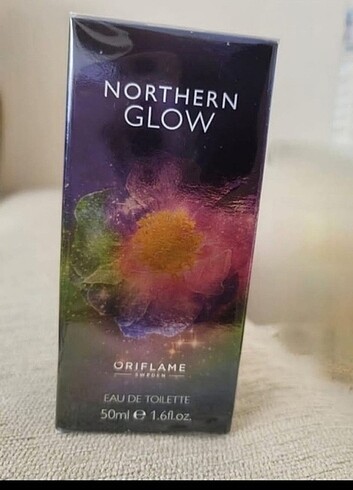 NORTHERN
GLOW
ORIFLAME
SWEDEN
EAU DE TOILETTE
50ml ℮ 1.6fl.oz.